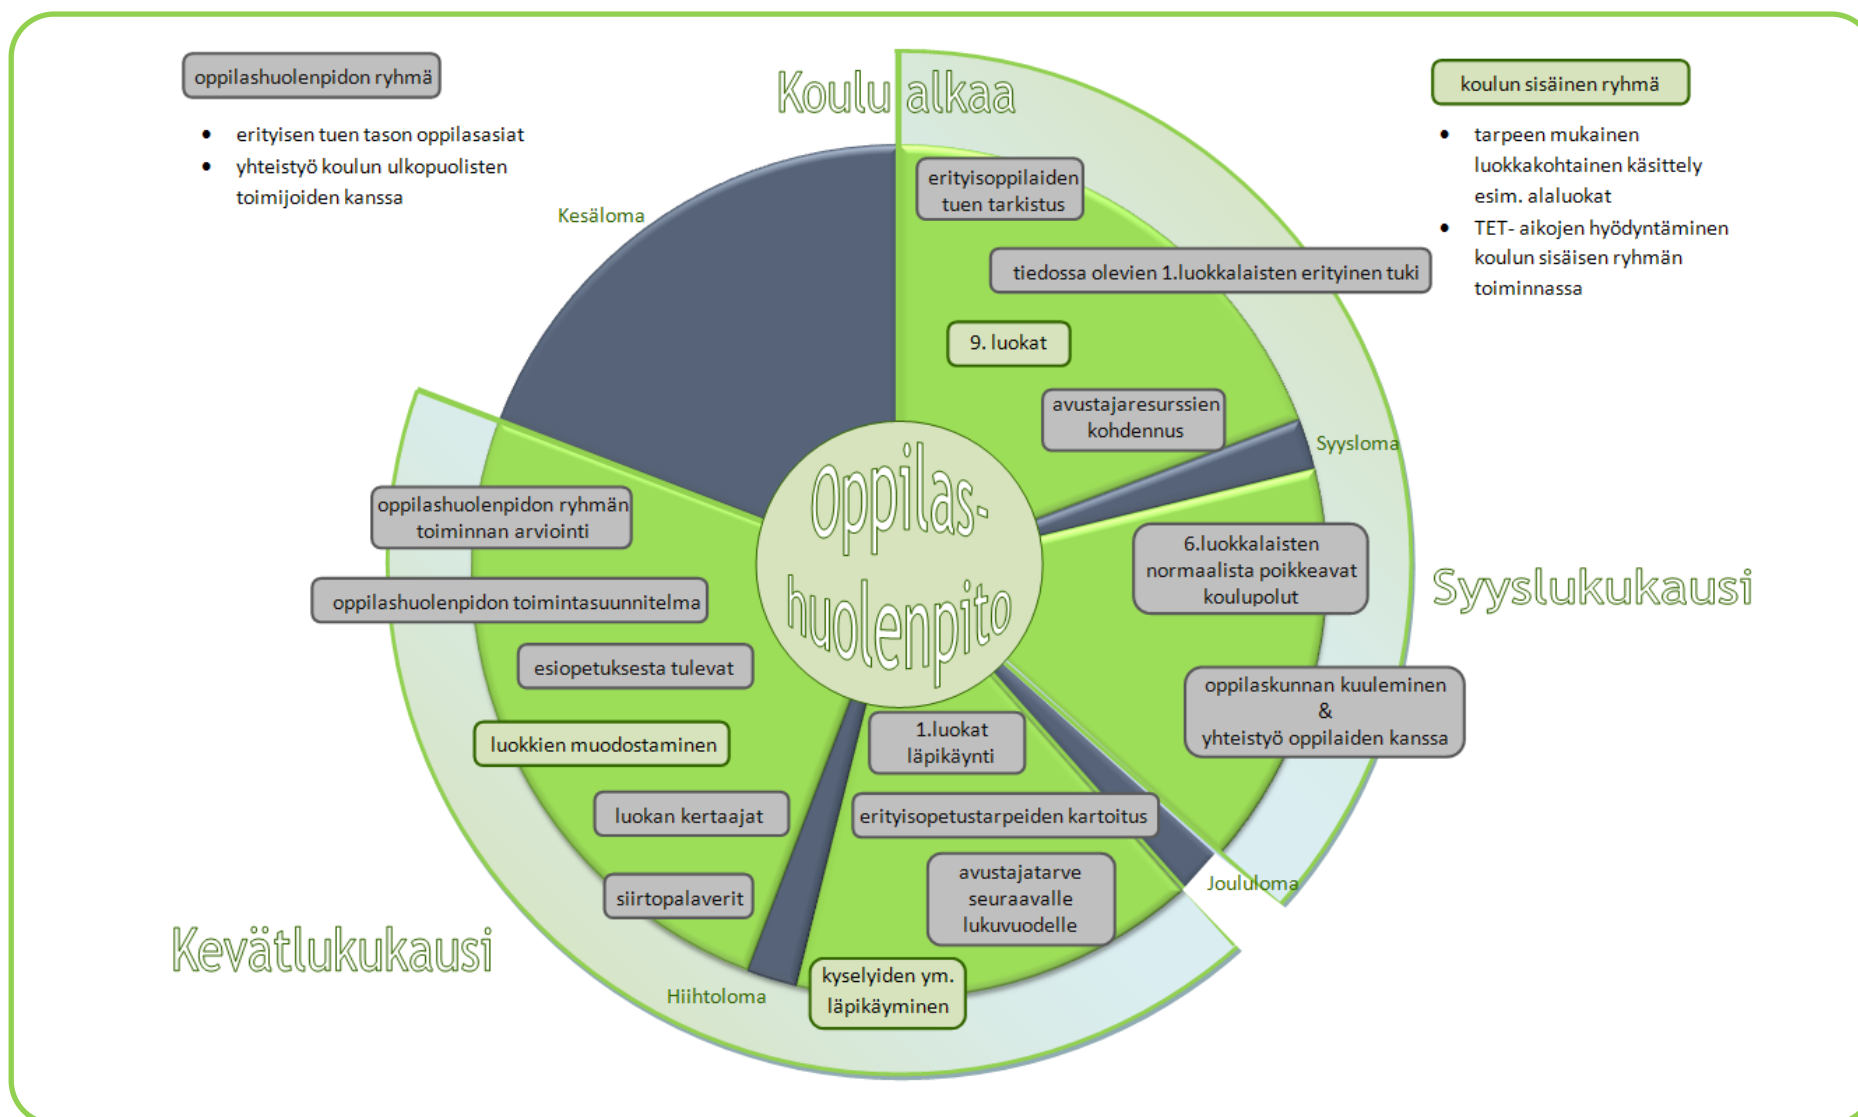 oppilashuolenpidon ryhmä
• erityisen tuen tason oppilasasiat
• yhteistyö koulun ulkopuolisten
toimijoiden kanssa
koulun sisäinen ryhmä
• tarpeen mukainen
luokkakohtainen käsittely
esim. alaluokat
• TET- aikojen hyödyntäminen
koulun sisäisen ryhmän
toiminnassa
Koulu alkaa
Kesäloma
erityisoppilaiden
tuen tarkistus
tiedossa olevien 1.luokkalaisten erityinen tuki
9. luokat
avustajaresurssien
kohdennus
Syysloma
Oppilas-
huolenpito
6.luokkalaisten
normaalista poikkeavat
koulupolut
Syyslukukausi
oppilaskunnan kuuleminen
&
yhteistyö oppilaiden kanssa
Joululoma
1.luokat
läpikäynti
erityisopetustarpeiden kartoitus
avustajatarve
seuraavalle
lukuvuodelle
kyselyiden ym.
läpikäyminen
Hiihtoloma
Kevätlukukausi
siirtopalaverit
luokan kertaajat
luokkien muodostaminen
esiopetuksesta tulevat
oppilashuolenpidon toimintasuunnitelma
oppilashuolenpidon ryhmän
toiminnan arviointi